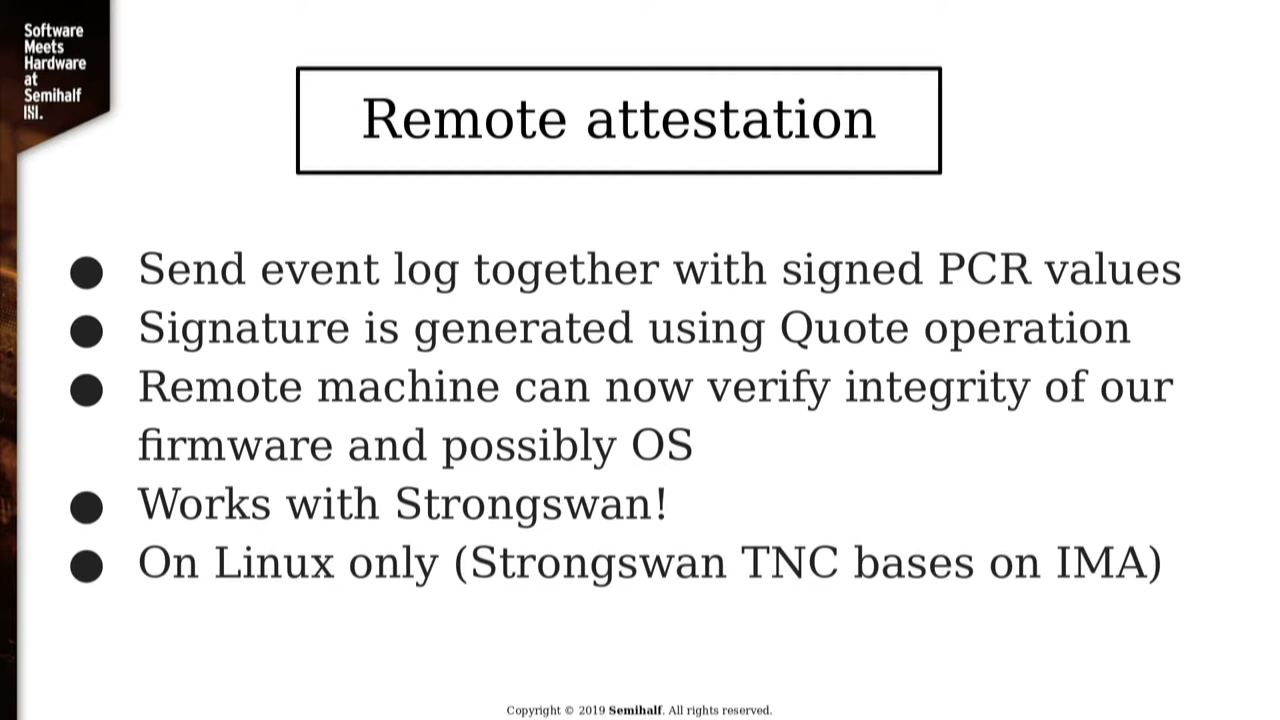 Software
Meets
Hardware
at
Semihalf
Remote attestation
● Send event log together with signed PCR values
● Signature is generated using Quote operation
● Remote machine can now verify integrity of our
firmware and possibly OS
● Works with Strongswan!
● On Linux only (Strongswan TNC bases on IMA)
Copyright © 2019 Semihalf. All rights reserved.